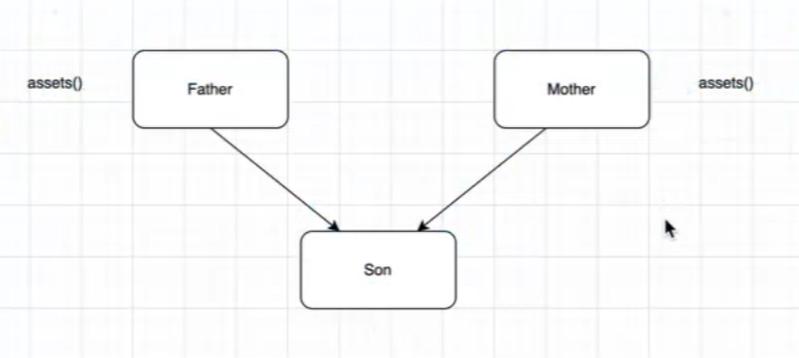 assets()
Father
Mother
assets()
Son